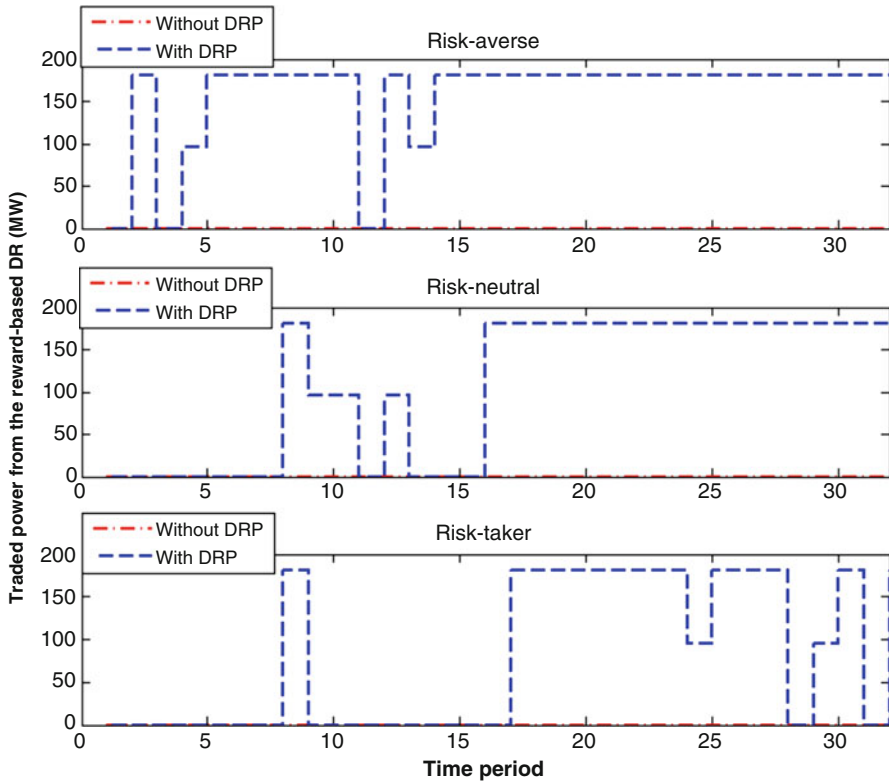 Traded power from the reward-based DR (MW)
Without DRP
With DRP
Risk-averse
200
150
100
50
0
0 5 10 15 20 25 30
Without DRP
With DRP
Risk-neutral
200
150
100
50
0
0 5 10 15 20 25 30
Without DRP
With DRP
Risk-taker
200
150
100
50
0
0 5 10 15 20 25 30
Time period